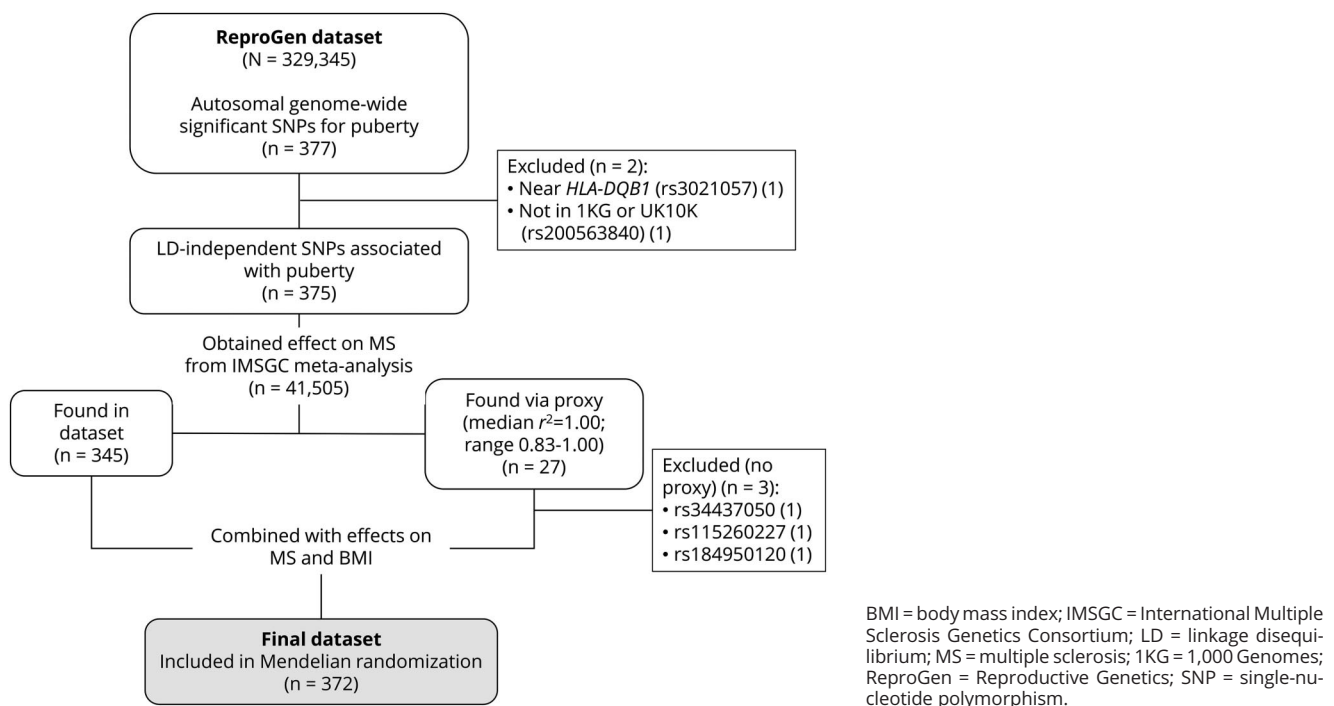 ReproGen dataset
(N = 329,345)
Autosomal genome-wide
significant SNPs for puberty
(n = 377)
Excluded (n = 2):
• Near HLA-DQB1 (rs3021057) (1)
• Not in 1KG or UK10K
(rs200563840) (1)
LD-independent SNPs associated
with puberty
(n = 375)
Obtained effect on MS
from IMSGC meta-analysis
(n = 41,505)
Found in
dataset
(n = 345)
Found via proxy
(median r²=1.00;
range 0.83-1.00)
(n = 27)
Excluded (no
proxy) (n = 3):
• rs34437050 (1)
• rs115260227 (1)
• rs184950120 (1)
Combined with effects on
MS and BMI
Final dataset
Included in Mendelian randomization
(n = 372)
BMI = body mass index; IMSGC = International Multiple
Sclerosis Genetics Consortium; LD = linkage disequi-
librium; MS = multiple sclerosis; 1KG = 1,000 Genomes;
ReproGen = Reproductive Genetics; SNP = single-nu-
cleotide polymorphism.